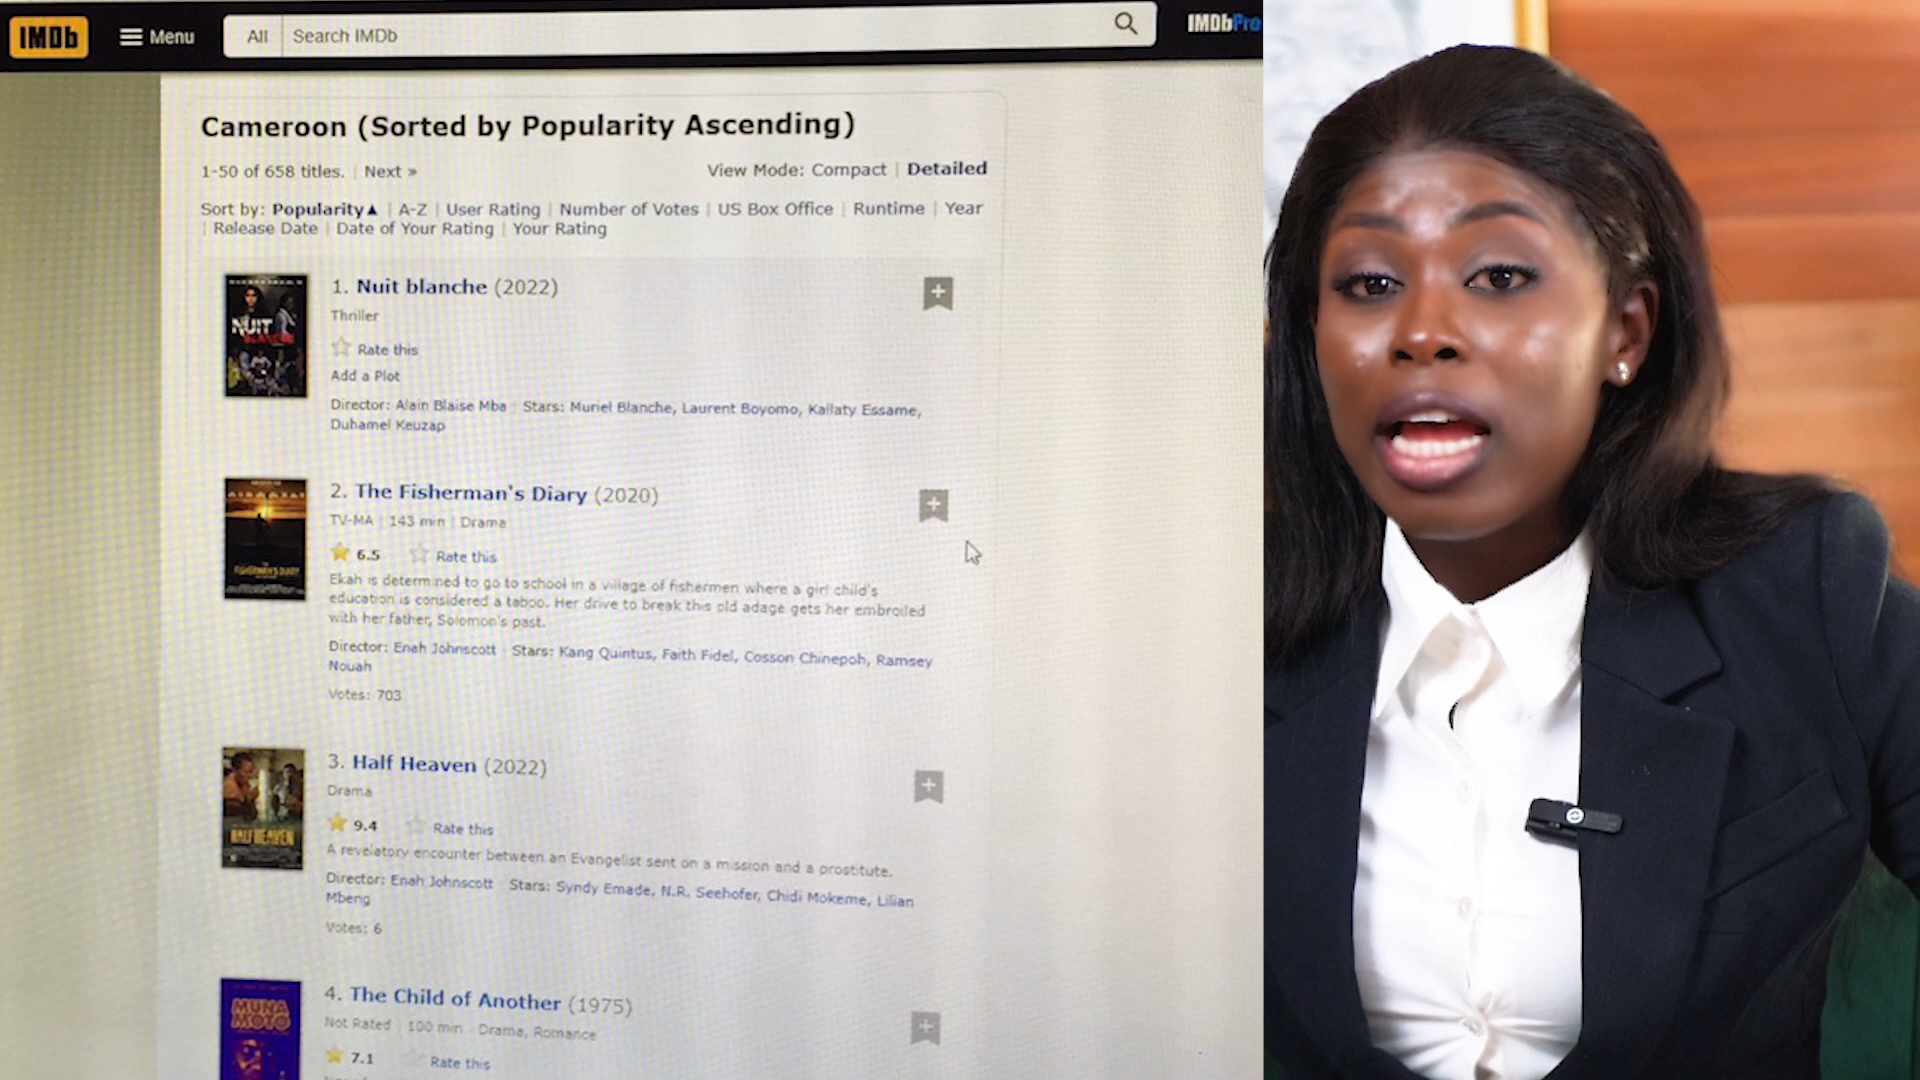 IMDb Menu All Search IMDb IMDbPro
Cameroon (Sorted by Popularity Ascending)
1-50 of 658 titles. | Next »
View Mode: Compact | Detailed
Sort by: Popularity▲ | A-Z | User Rating | Number of Votes | US Box Office | Runtime | Year
| Release Date | Date of Your Rating | Your Rating
NUIT
BLANCHE
1. Nuit blanche (2022)
Thriller
Rate this
Add a Plot
Director: Alain Blaise Mba | Stars: Muriel Blanche, Laurent Boyomo, Kallaty Essame,
Duhamel Keuzap
2. The Fisherman's Diary (2020)
TV-MA | 143 min | Drama
6.5 Rate this
Ekah is determined to go to school in a village of fishermen where a girl child's
education is considered a taboo. Her drive to break this old adage gets her embroiled
with her father, Solomon's past.
Director: Enah Johnscott | Stars: Kang Quintus, Faith Fidel, Cosson Chinepoh, Ramsey
Nouah
Votes: 703
HALF HEAVEN
3. Half Heaven (2022)
Drama
9.4 Rate this
A revelatory encounter between an Evangelist sent on a mission and a prostitute.
Director: Enah Johnscott | Stars: Syndy Emade, N.R. Seehofer, Chidi Mokeme, Lilian
Mbeng
Votes: 6
MUNA
MOTO
4. The Child of Another (1975)
Not Rated | 100 min | Drama, Romance
7.1 Rate this